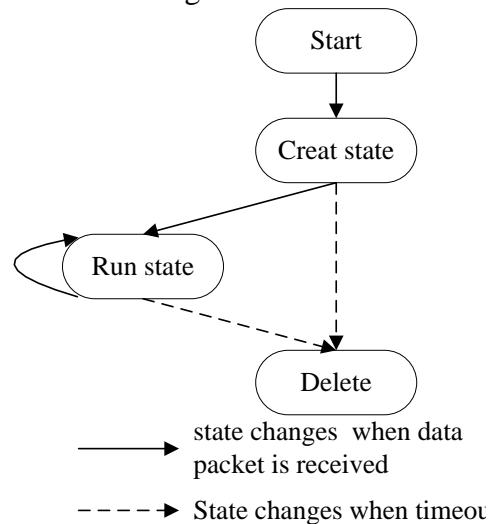 Start
Creat state
Run state
Delete
state changes when data
packet is received
State changes when timeou